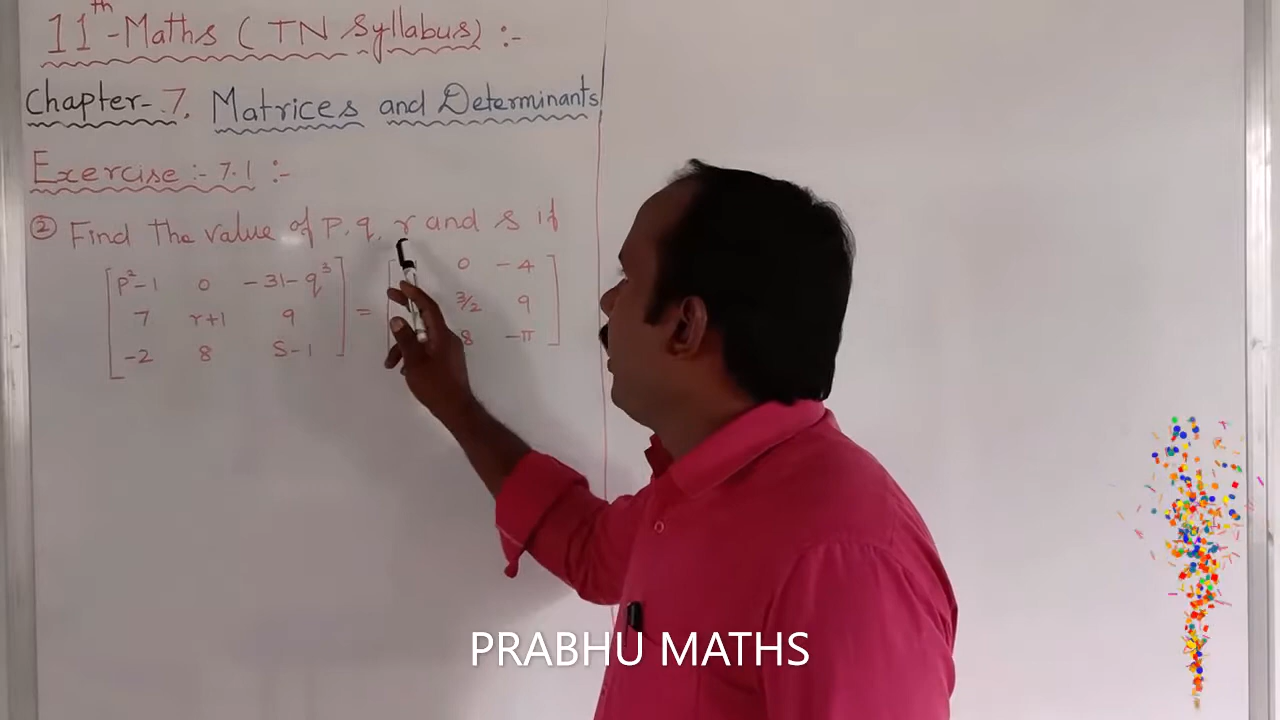 11th-Maths (TN Syllabus) :-
Chapter-7. Matrices and Determinants
Exercise :- 7.1 :-
② Find the value of P, q, r and s if
p²-1 0 -31-q³ 0 -4
7 r+1 9 = 3/2 9
-2 8 S-1 8 -π
PRABHU MATHS